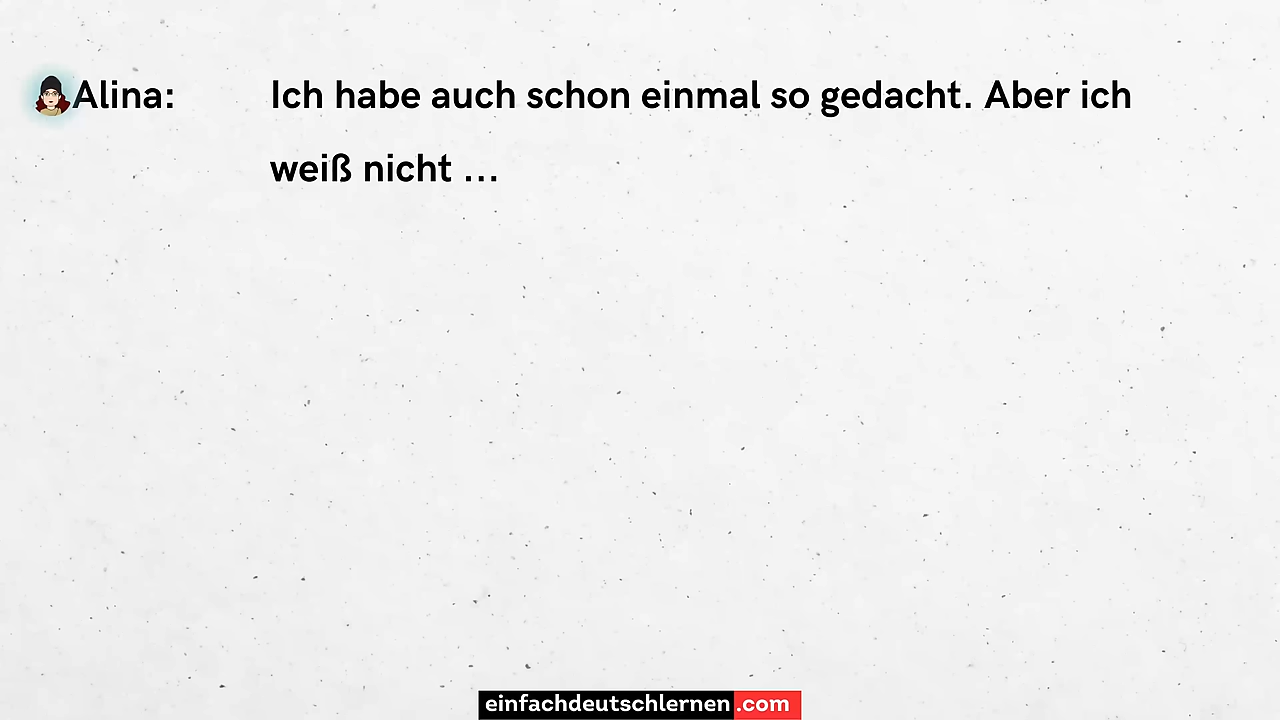 Alina: Ich habe auch schon einmal so gedacht. Aber ich
weiß nicht ...
einfachdeutschlernen.com